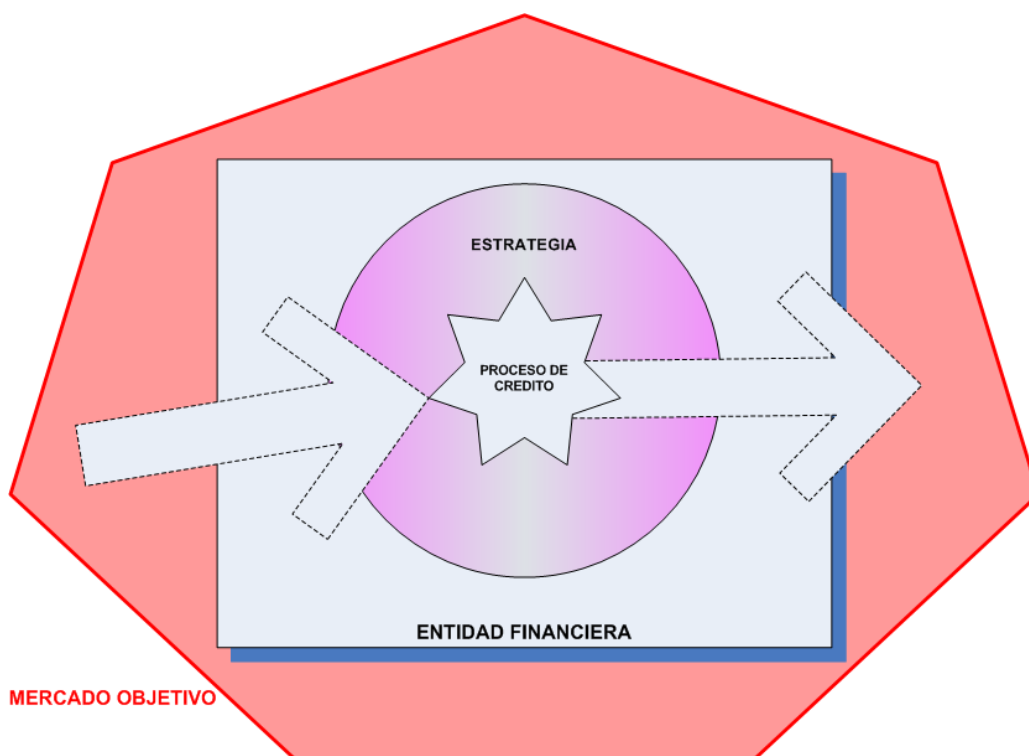 ESTRATEGIA
PROCESO DE
CREDITO
ENTIDAD FINANCIERA
MERCADO OBJETIVO